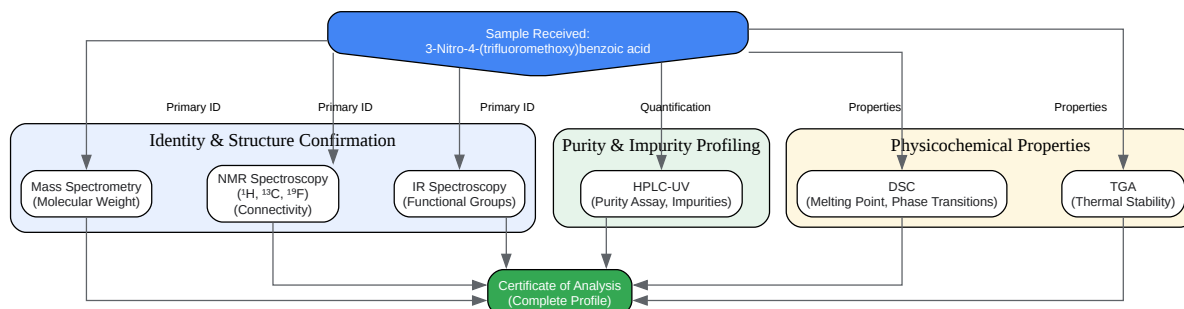 Sample Received:
3-Nitro-4-(trifluoromethoxy)benzoic acid
Primary ID
Primary ID
Primary ID
Quantification
Properties
Properties
Identity & Structure Confirmation
Purity & Impurity Profiling
Physicochemical Properties
Mass Spectrometry
(Molecular Weight)
NMR Spectroscopy
(¹H, ¹³C, ¹⁹F)
(Connectivity)
IR Spectroscopy
(Functional Groups)
HPLC-UV
(Purity Assay, Impurities)
DSC
(Melting Point, Phase Transitions)
TGA
(Thermal Stability)
Certificate of Analysis
(Complete Profile)